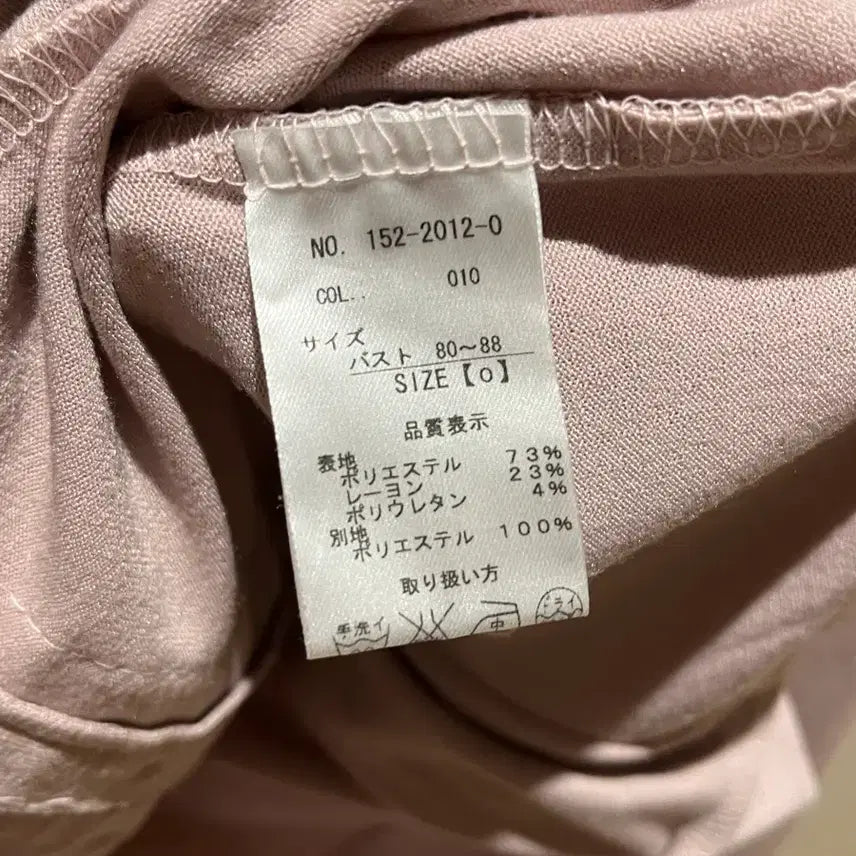 NO. 152-2012-0
COL.. 010
サイズ
バスト 80～88
SIZE【0】
品質表示
表地
ポリエステル 73%
レーヨン 23%
ポリウレタン 4%
別地
ポリエステル 100%
取り扱い方
手洗イ 中 ドライ